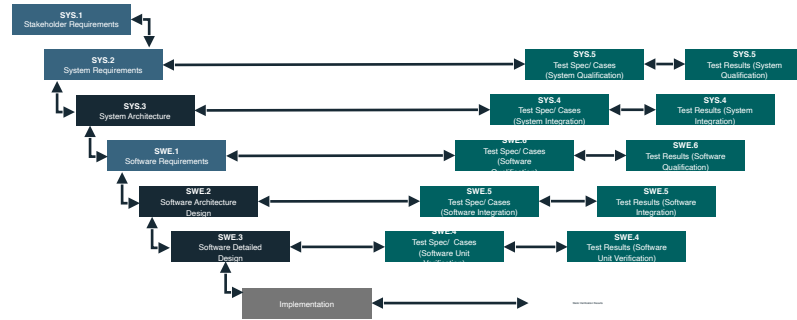 SYS.1
Stakeholder Requirements
SYS.2
System Requirements
SYS.5
Test Spec/ Cases
(System Qualification)
SYS.5
Test Results (System
Qualification)
SYS.3
System Architecture
SYS.4
Test Spec/ Cases
(System Integration)
SYS.4
Test Results (System
Integration)
SWE.1
Software Requirements
SWE.6
Test Spec/ Cases
(Software
Qualification)
SWE.6
Test Results (Software
Qualification)
SWE.2
Software Architecture
Design
SWE.5
Test Spec/ Cases
(Software Integration)
SWE.5
Test Results (Software
Integration)
SWE.3
Software Detailed
Design
SWE.4
Test Spec/ Cases
(Software Unit
Verification)
SWE.4
Test Results (Software
Unit Verification)
Implementation